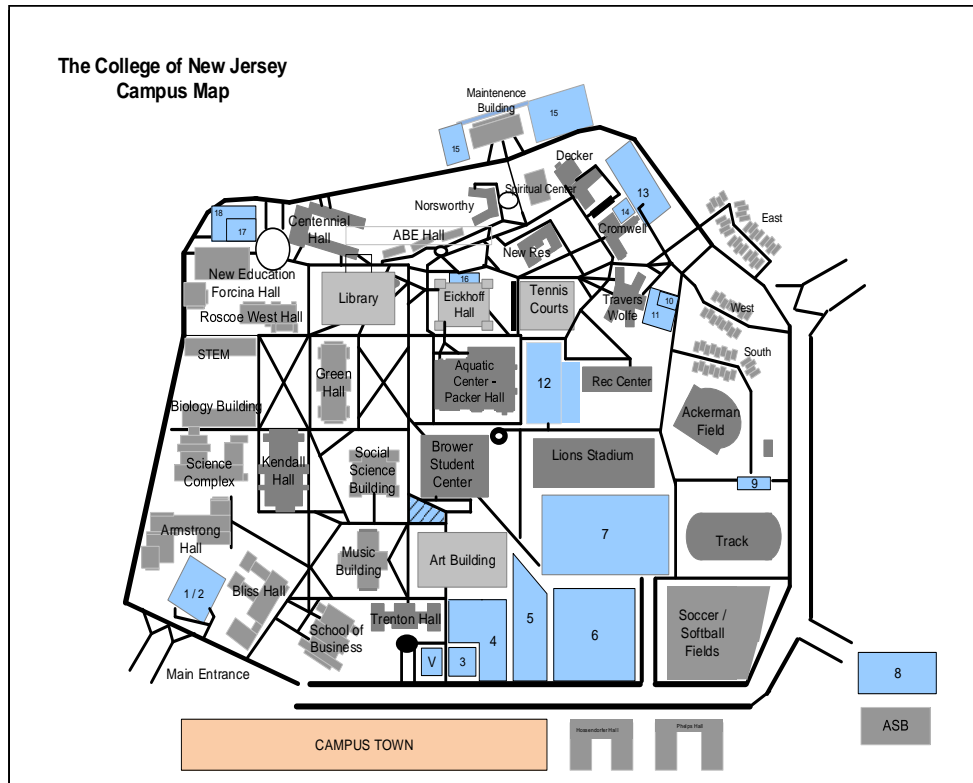 The College of New Jersey
Campus Map
Maintenence
Building
15
15
Decker
13
Spiritual Center
14
Norsworthy
Cromwell
East
18
17
Centennial
Hall
ABE Hall
New Res
New Education
Forcina Hall
Library
16
Eickhoff
Hall
Tennis
Courts
Travers
Wolfe
10
11
West
Roscoe West Hall
STEM
South
Green
Hall
Aquatic
Center -
Packer Hall
12
Rec Center
Biology Building
Ackerman
Field
Science
Complex
Kendall
Hall
Social
Science
Building
Brower
Student
Center
Lions Stadium
9
Armstrong
Hall
Music
Building
Art Building
7
Track
1 / 2
Bliss Hall
School of
Business
Trenton Hall
4
5
6
Soccer /
Softball
Fields
V
3
Main Entrance
8
CAMPUS TOWN
Phelps Hall
ASB